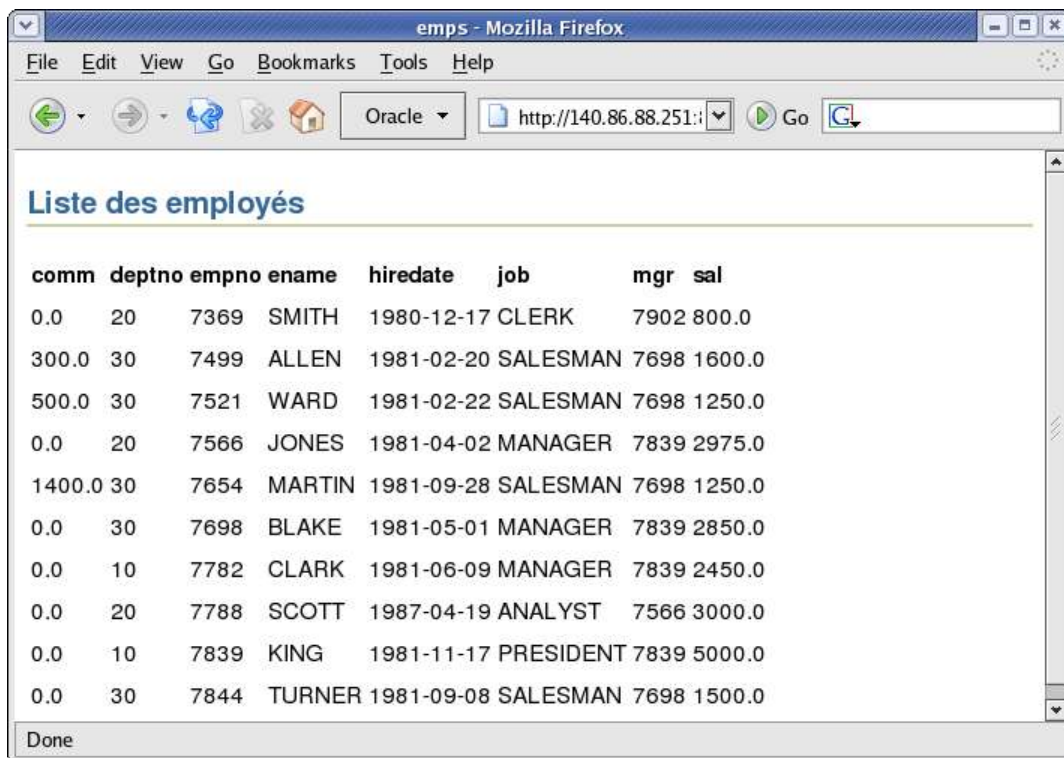 emps - Mozilla Firefox
File Edit View Go Bookmarks Tools Help
Oracle http://140.86.88.251: Go G
Liste des employés
comm deptno empno ename hiredate job mgr sal
0.0 20 7369 SMITH 1980-12-17 CLERK 7902 800.0
300.0 30 7499 ALLEN 1981-02-20 SALESMAN 7698 1600.0
500.0 30 7521 WARD 1981-02-22 SALESMAN 7698 1250.0
0.0 20 7566 JONES 1981-04-02 MANAGER 7839 2975.0
1400.0 30 7654 MARTIN 1981-09-28 SALESMAN 7698 1250.0
0.0 30 7698 BLAKE 1981-05-01 MANAGER 7839 2850.0
0.0 10 7782 CLARK 1981-06-09 MANAGER 7839 2450.0
0.0 20 7788 SCOTT 1987-04-19 ANALYST 7566 3000.0
0.0 10 7839 KING 1981-11-17 PRESIDENT 7839 5000.0
0.0 30 7844 TURNER 1981-09-08 SALESMAN 7698 1500.0
Done